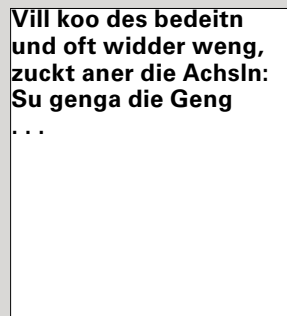 Vill koo des bedeitn
und oft widder weng,
zuckt aner die Achsln:
Su genga die Geng
. . .